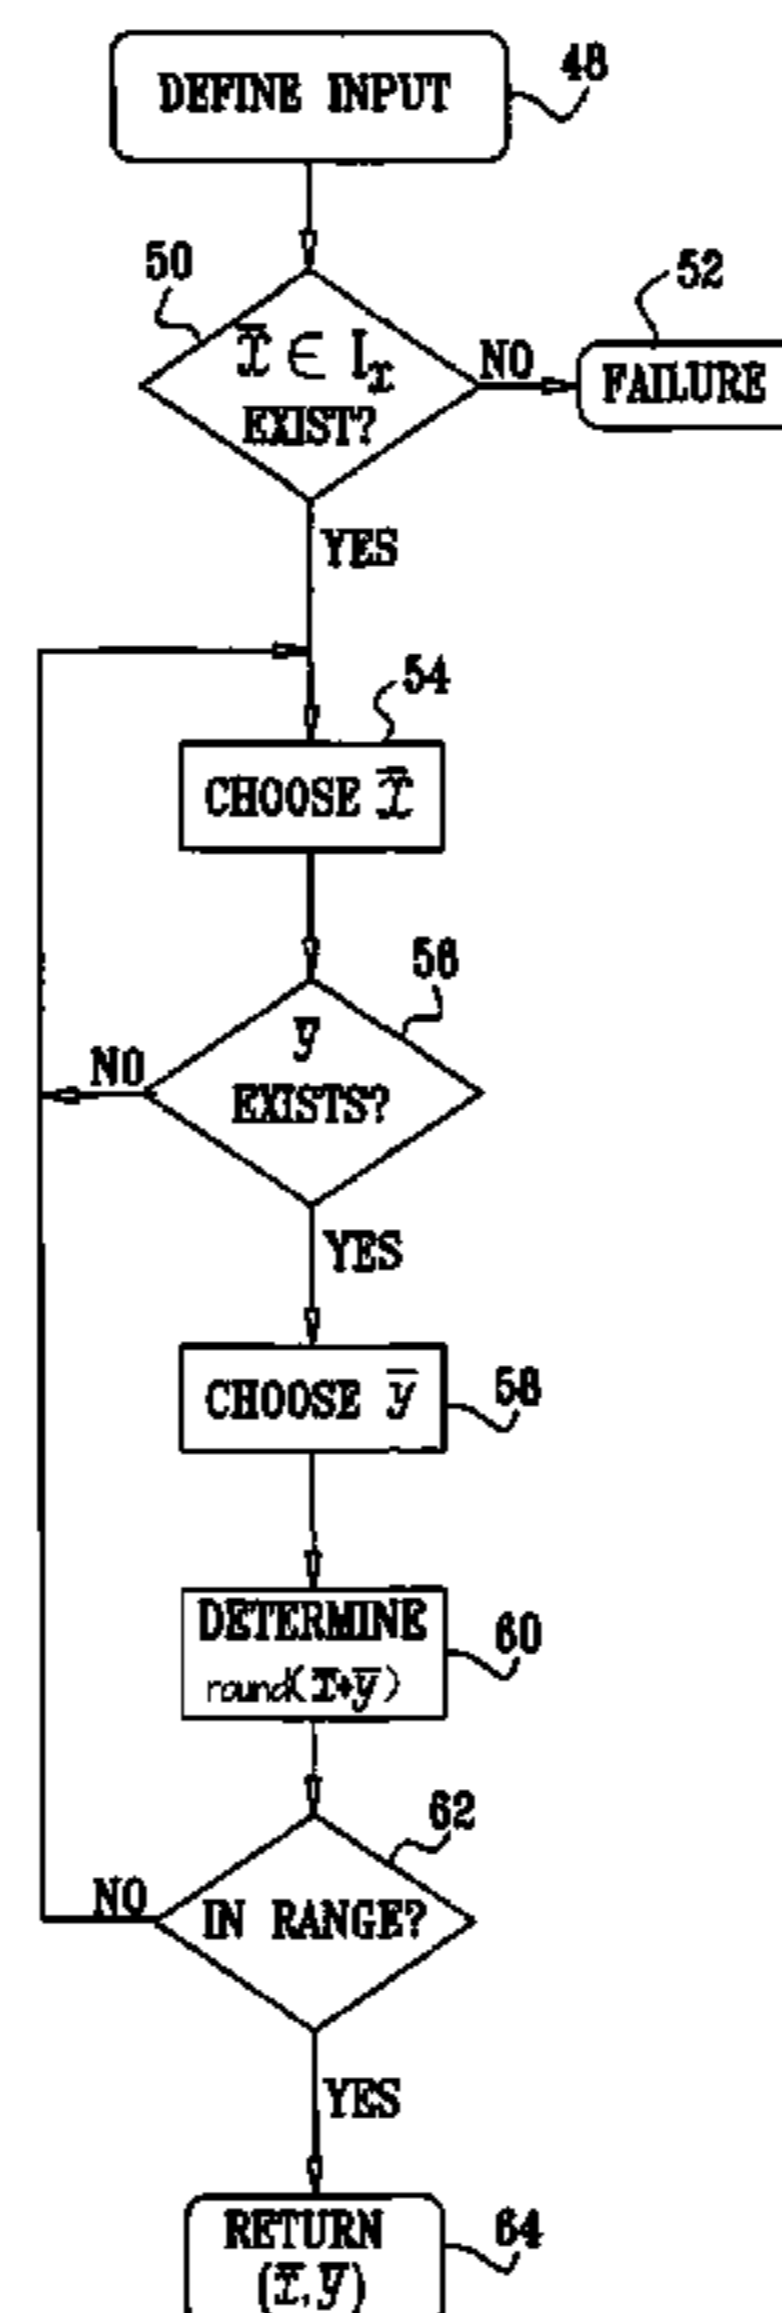 DEFINE INPUT
48
50
x̅ ∈ Iₓ
EXIST?
NO
52
FAILURE
YES
54
CHOOSE x̅
56
y̅
EXISTS?
NO
YES
CHOOSE y̅
58
DETERMINE
round(x̅+y̅)
60
62
IN RANGE?
NO
YES
RETURN
(x̅,y̅)
64